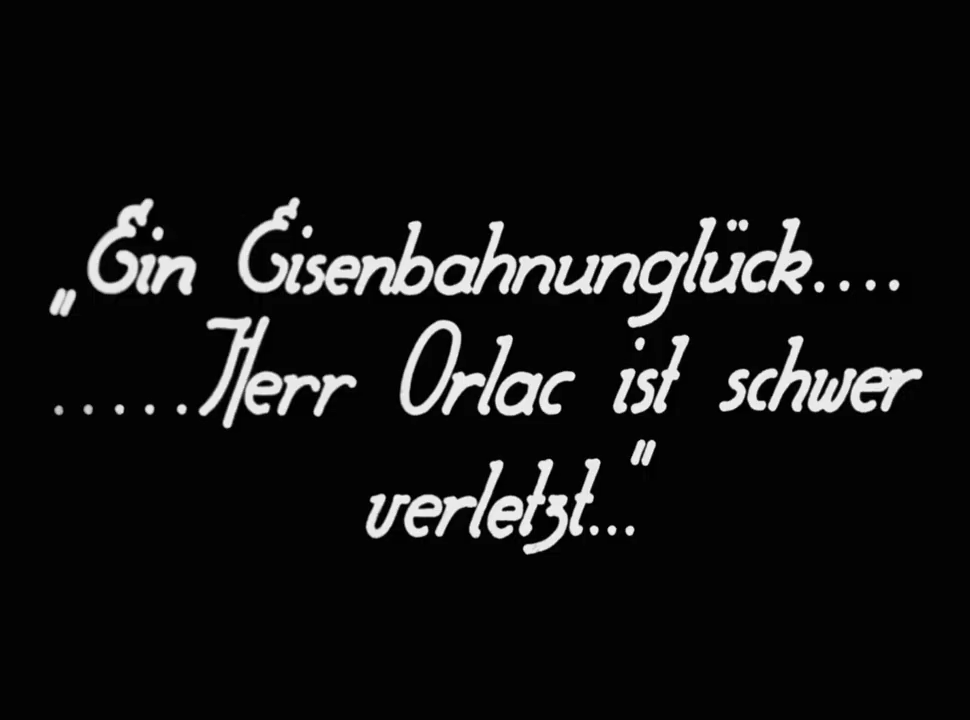 „Ein Eisenbahnunglück....
.....Herr Orlac ist schwer
verletzt..."